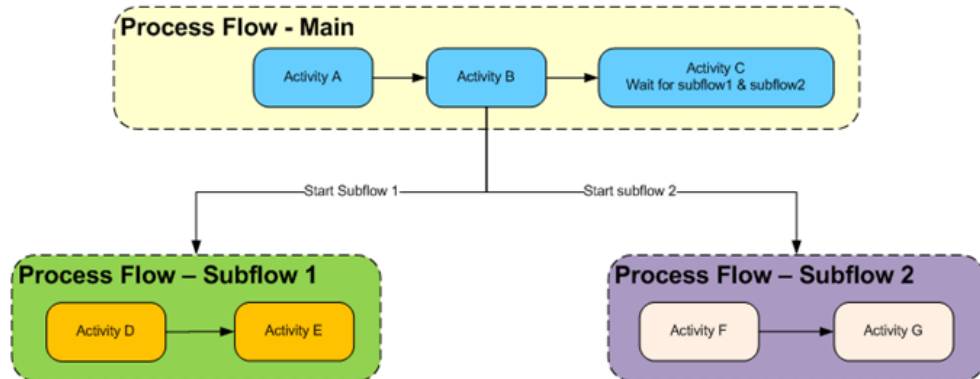 Process Flow - Main
Activity A
Activity B
Activity C
Wait for subflow1 & subflow2
Start Subflow 1
Start subflow 2
Process Flow – Subflow 1
Activity D
Activity E
Process Flow – Subflow 2
Activity F
Activity G